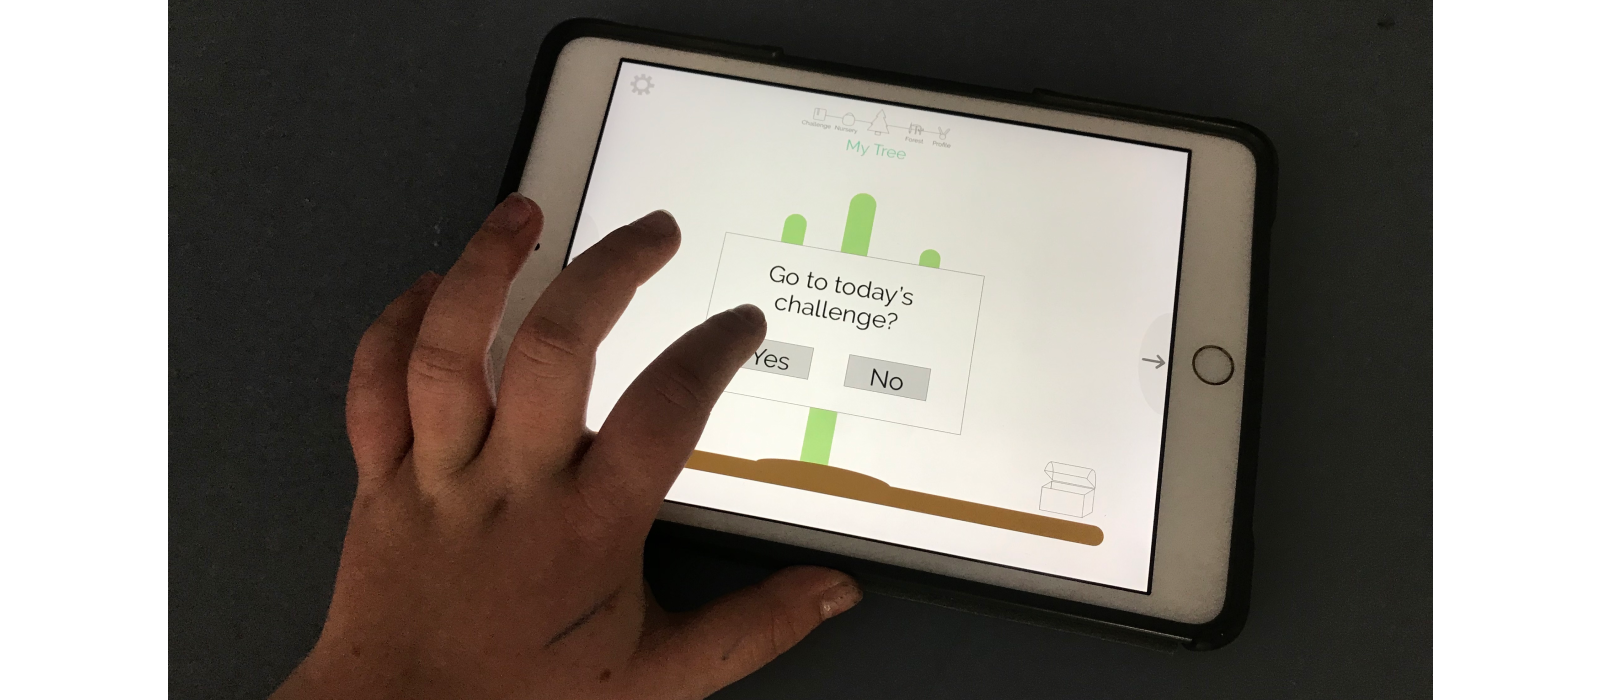 Challenge Nursery Forest Profile
My Tree
Go to today's
challenge?
Yes No